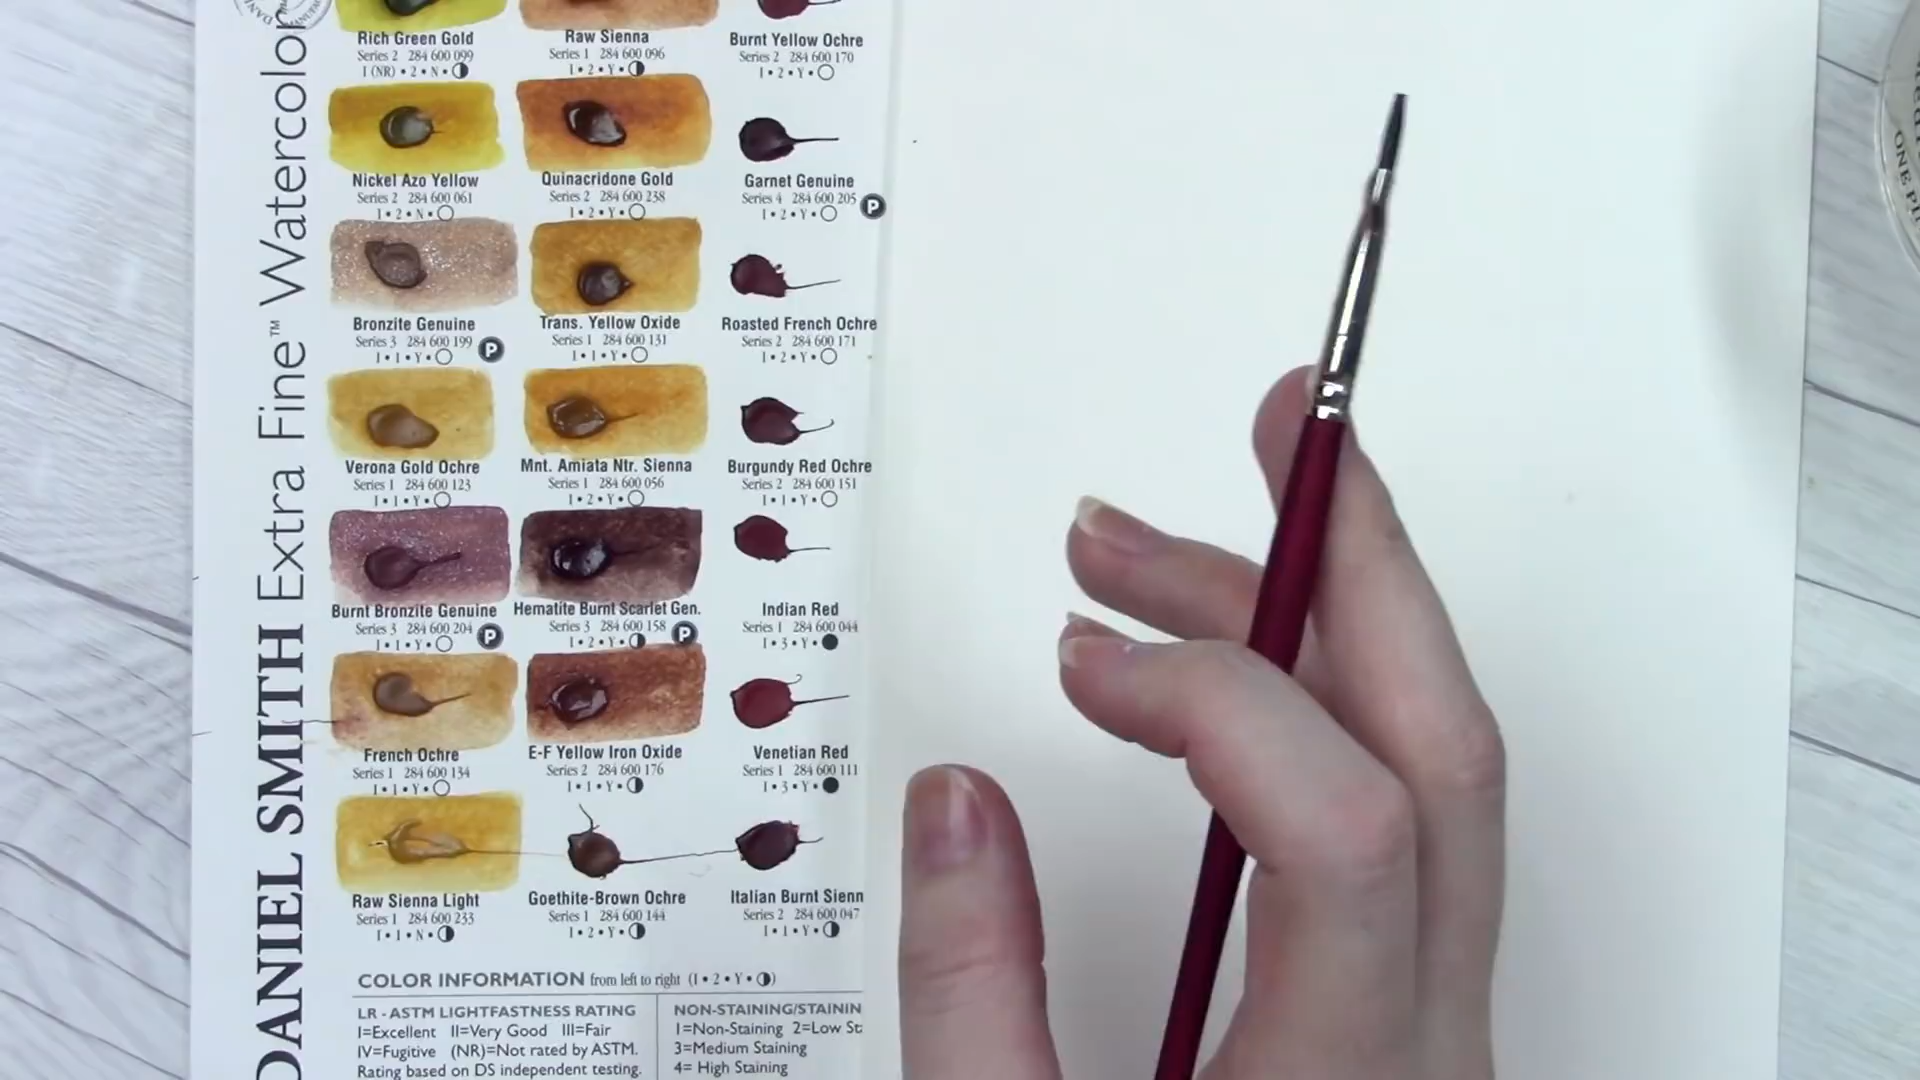 DANIEL SMITH Extra Fine™ Watercolor
Rich Green Gold
Series 2 284 600 099
I (NR) • 2 • N •
Raw Sienna
Series 1 284 600 096
I • 2 • Y •
Burnt Yellow Ochre
Series 2 284 600 170
I • 2 • Y •
Nickel Azo Yellow
Series 2 284 600 061
I • 2 • N •
Quinacridone Gold
Series 2 284 600 238
I • 2 • Y •
Garnet Genuine
Series 4 284 600 205
I • 2 • Y •
P
Bronzite Genuine
Series 3 284 600 199
I • 1 • Y •
P
Trans. Yellow Oxide
Series 1 284 600 131
I • 1 • Y •
Roasted French Ochre
Series 2 284 600 171
I • 2 • Y •
Verona Gold Ochre
Series 1 284 600 123
I • 1 • Y •
Mnt. Amiata Ntr. Sienna
Series 1 284 600 056
I • 2 • Y •
Burgundy Red Ochre
Series 2 284 600 151
I • 1 • Y •
Burnt Bronzite Genuine
Series 3 284 600 204
I • 1 • Y •
P
Hematite Burnt Scarlet Gen.
Series 3 284 600 158
I • 2 • Y •
P
Indian Red
Series 1 284 600 044
I • 3 • Y •
French Ochre
Series 1 284 600 134
I • 1 • Y •
E-F Yellow Iron Oxide
Series 2 284 600 176
I • 1 • Y •
Venetian Red
Series 1 284 600 111
I • 3 • Y •
Raw Sienna Light
Series 1 284 600 233
I • 1 • N •
Goethite-Brown Ochre
Series 1 284 600 144
I • 2 • Y •
Italian Burnt Sienn
Series 2 284 600 047
I • 1 • Y •
COLOR INFORMATION from left to right (I • 2 • Y • )
LR - ASTM LIGHTFASTNESS RATING
I=Excellent II=Very Good III=Fair
IV=Fugitive (NR)=Not rated by ASTM.
Rating based on DS independent testing.
NON-STAINING/STAININ
1=Non-Staining 2=Low St
3=Medium Staining
4= High Staining
ONE PI